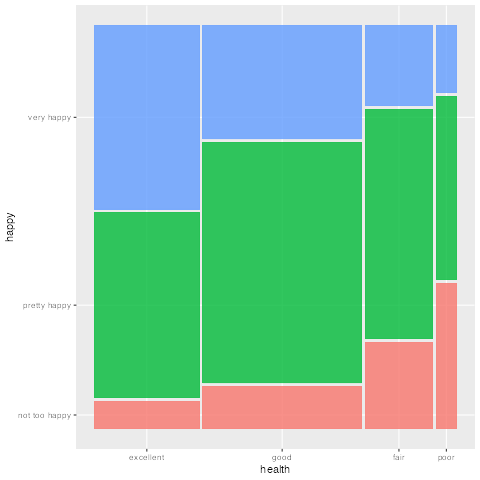 very happy
pretty happy
not too happy
happy
excellent good fair poor
health